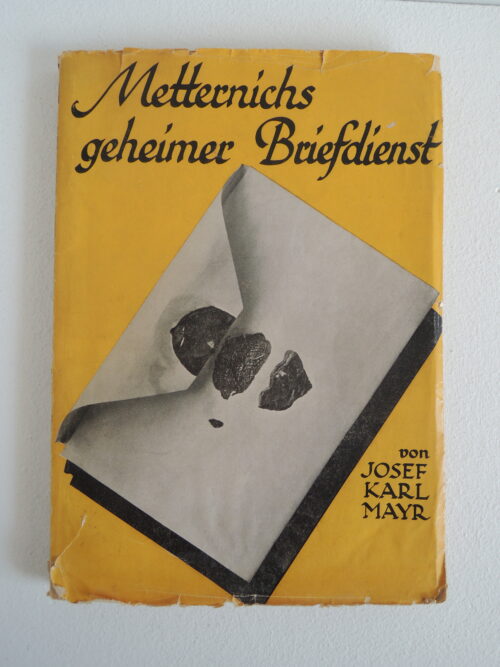 Metternichs
geheimer Briefdienst
von
JOSEF
KARL
MAYR